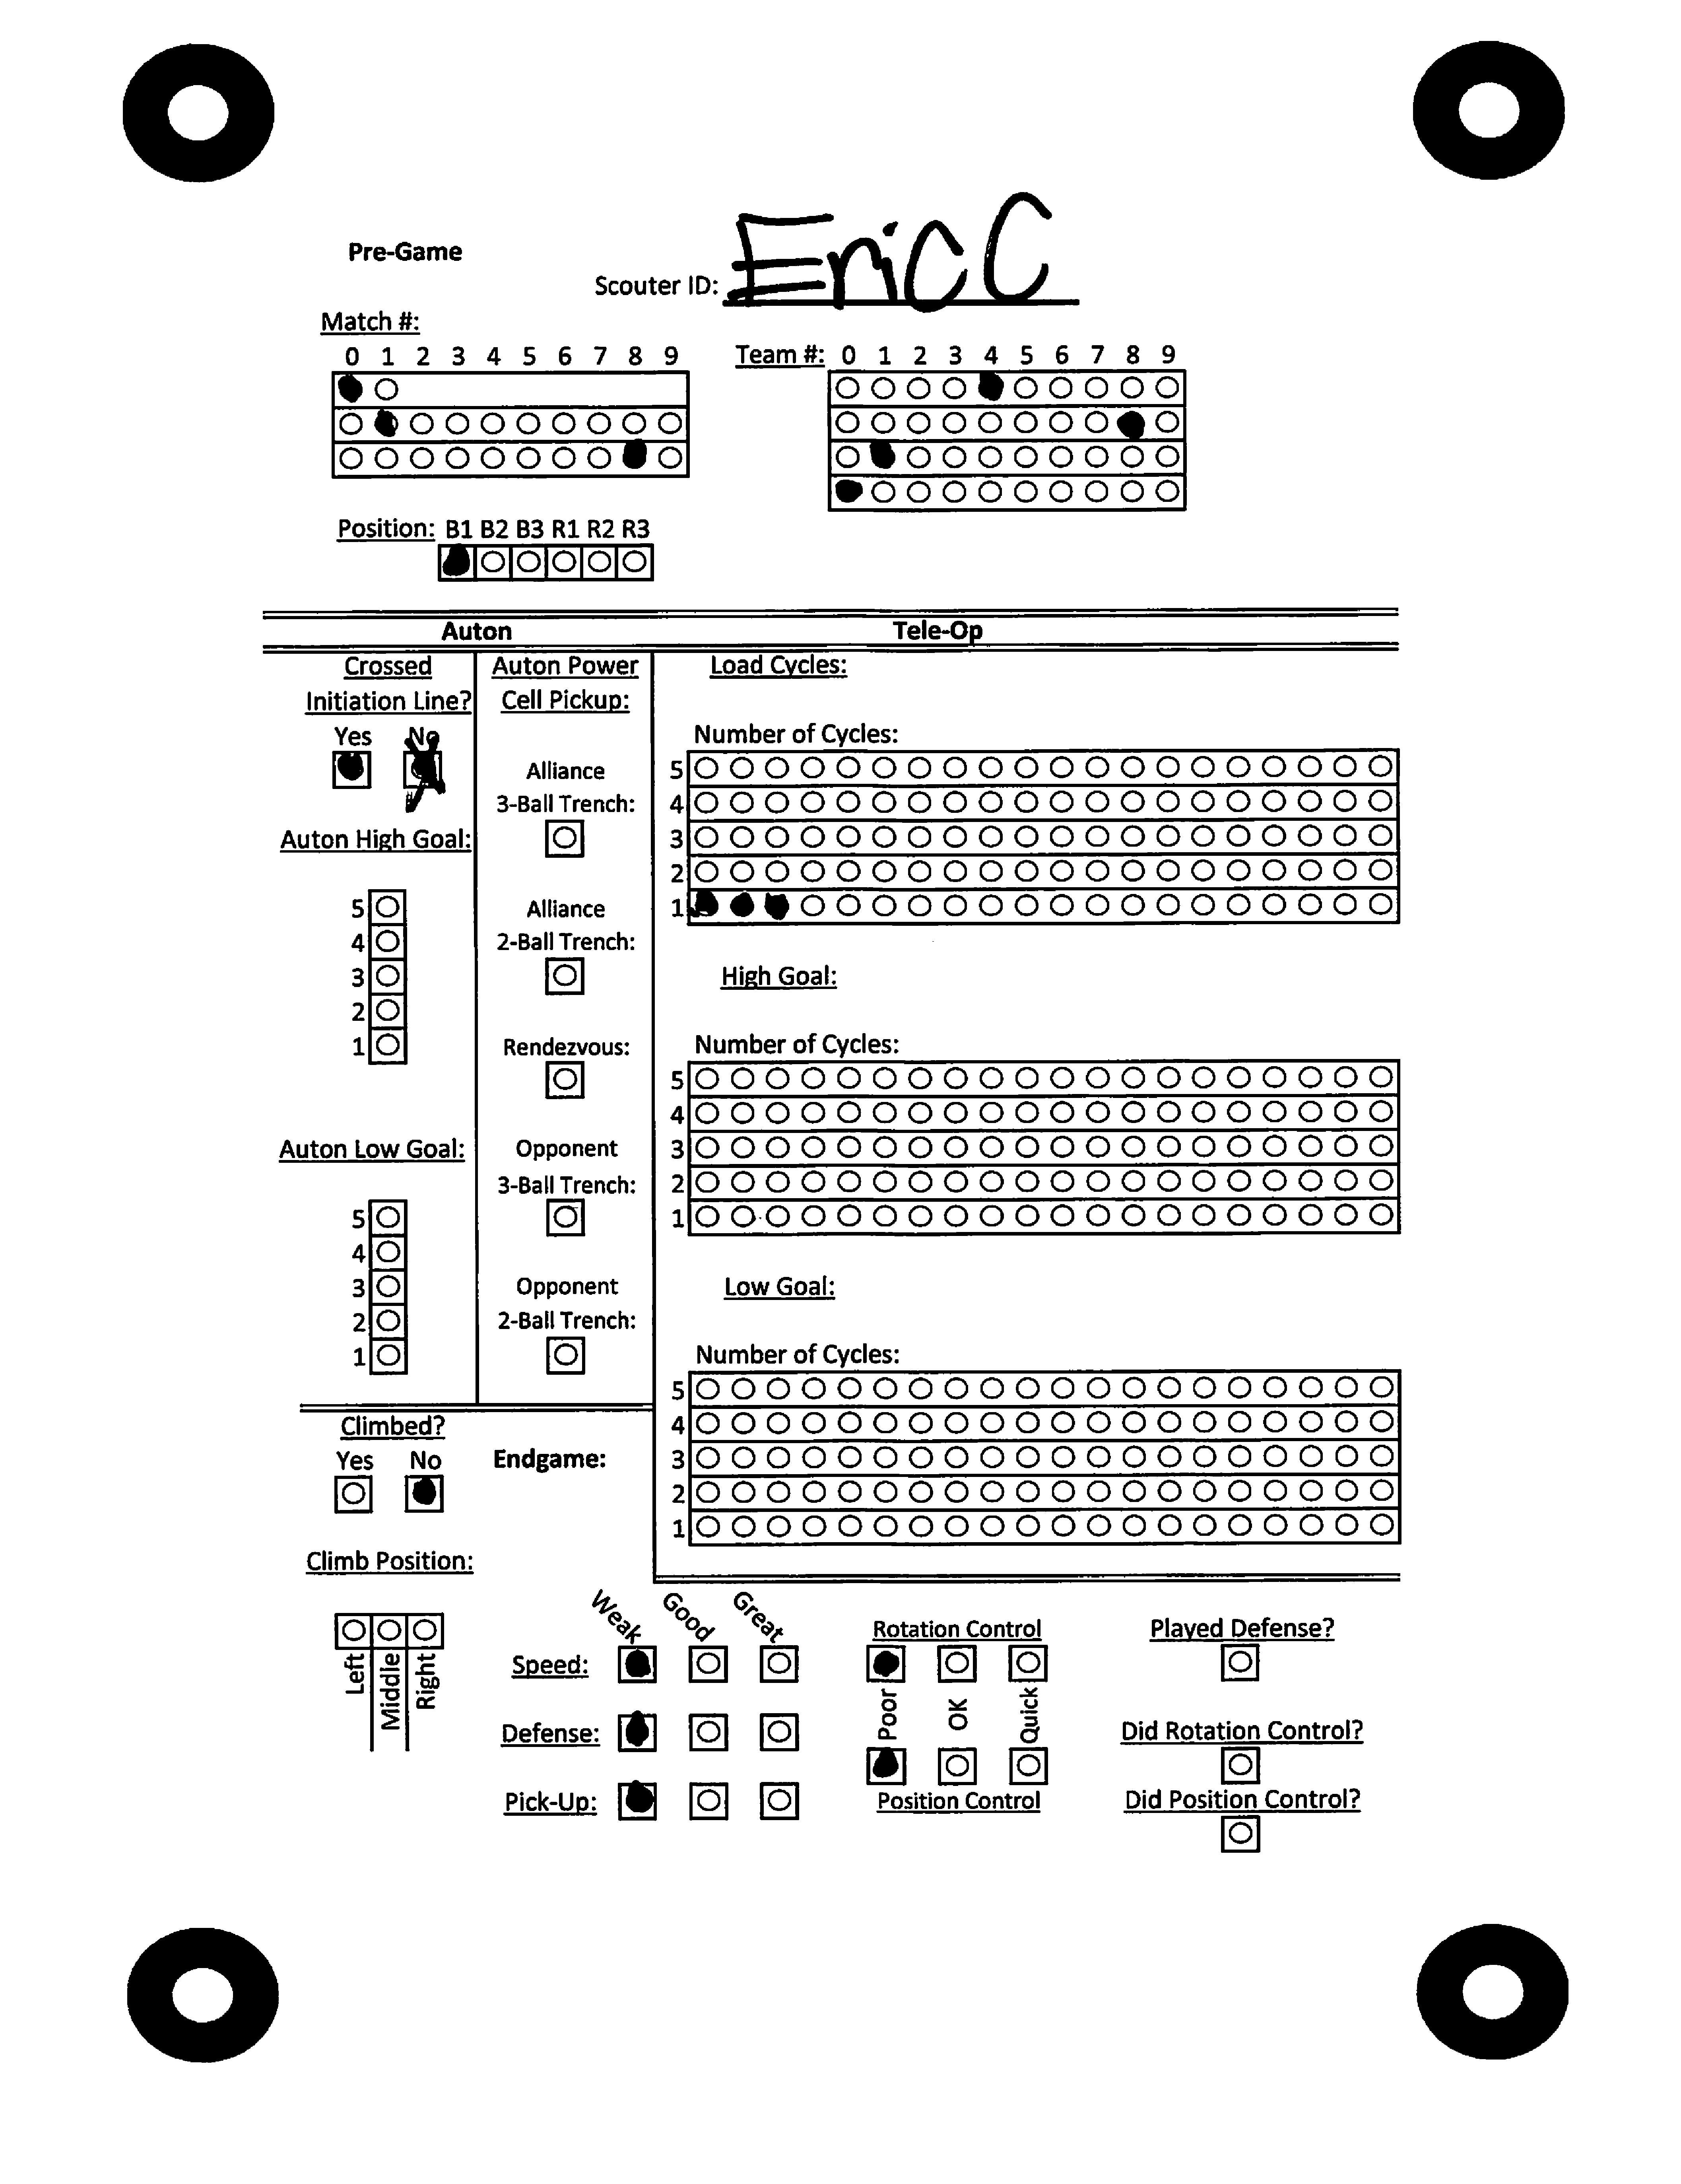 Pre-Game
Scouter ID: Eric C
Match #:
0 1 2 3 4 5 6 7 8 9
Team #: 0 1 2 3 4 5 6 7 8 9
Position: B1 B2 B3 R1 R2 R3
Auton
Tele-Op
Crossed
Initiation Line?
Yes No
Auton High Goal:
5
4
3
2
1
Auton Low Goal:
5
4
3
2
1
Auton Power
Cell Pickup:
Alliance
3-Ball Trench:
Alliance
2-Ball Trench:
Rendezvous:
Opponent
3-Ball Trench:
Opponent
2-Ball Trench:
Load Cycles:
Number of Cycles:
5
4
3
2
1
High Goal:
Number of Cycles:
5
4
3
2
1
Low Goal:
Number of Cycles:
5
4
3
2
1
Climbed?
Yes No
Endgame:
Climb Position:
Left
Middle
Right
Weak Good Great
Speed:
Defense:
Pick-Up:
Rotation Control
Poor OK Quick
Position Control
Played Defense?
Did Rotation Control?
Did Position Control?